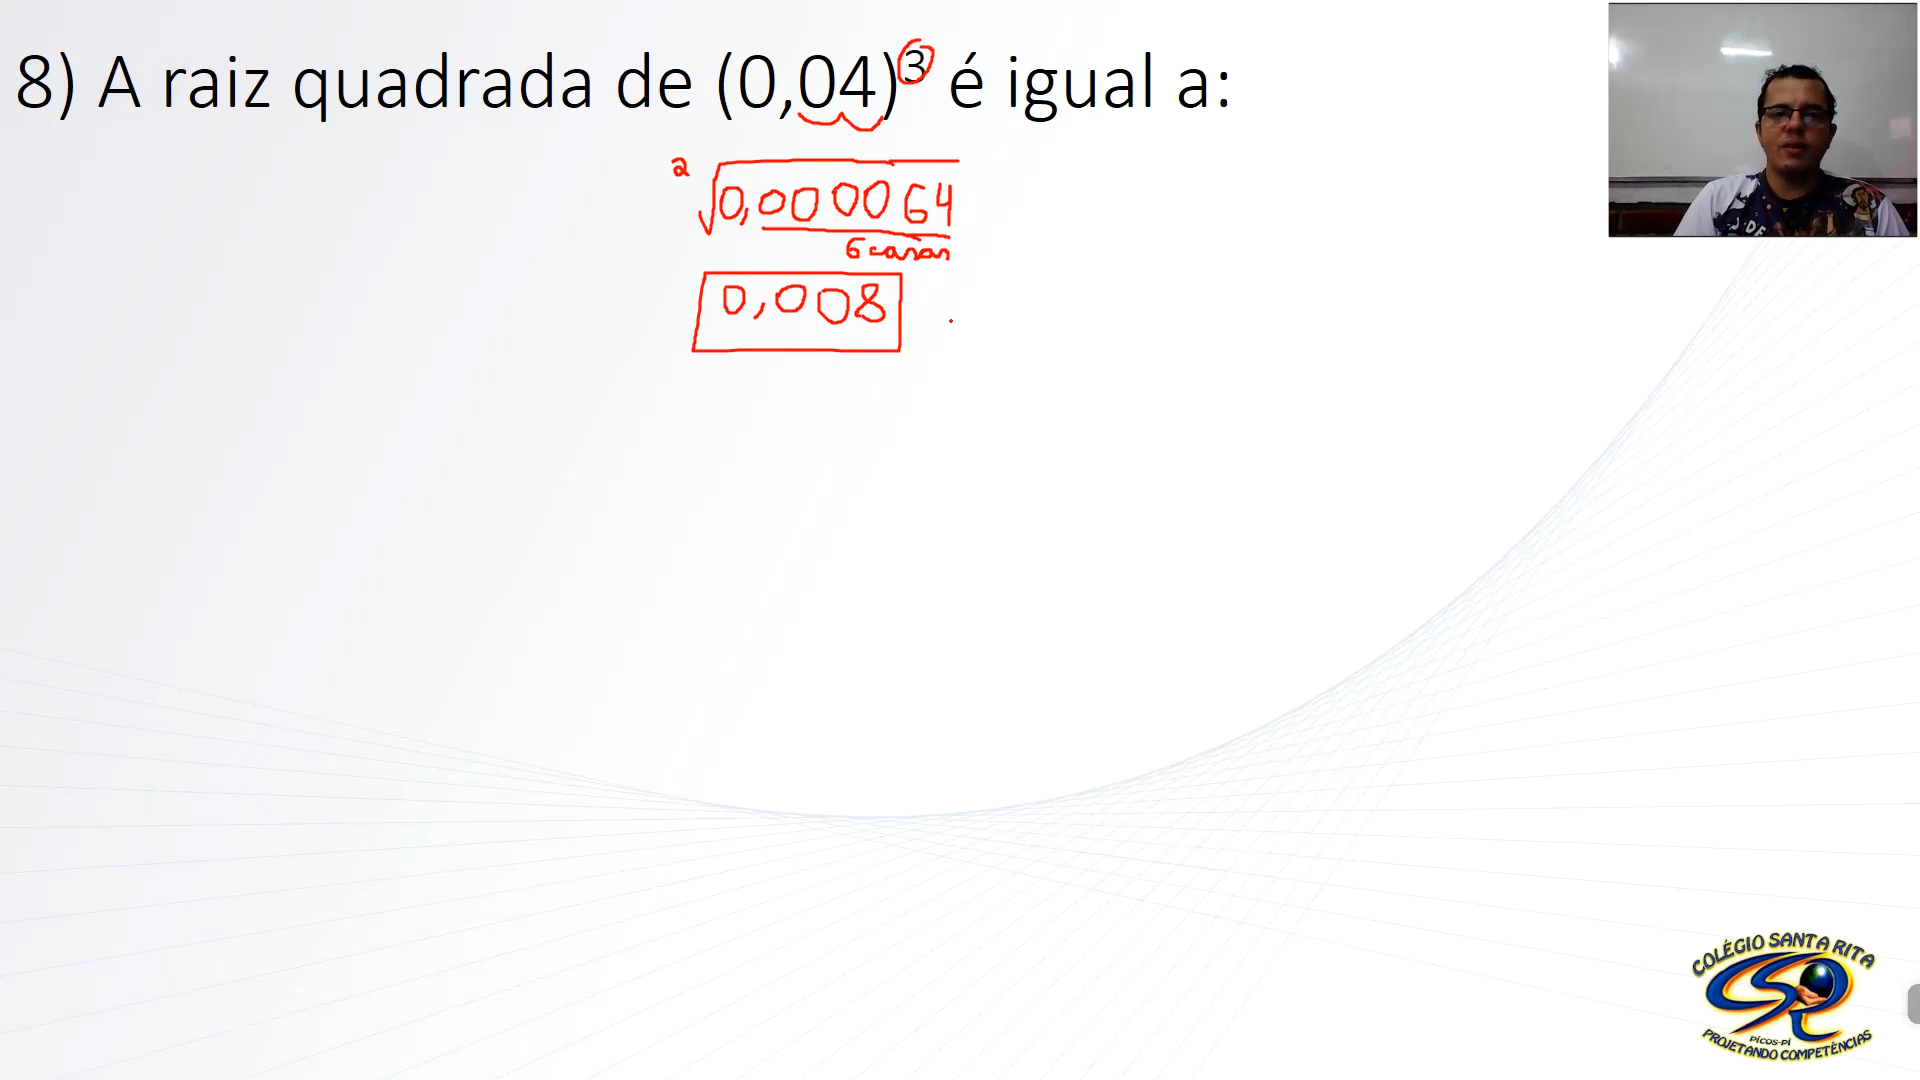 8) A raiz quadrada de (0,04)³ é igual a:
2
√0,000064
6 casas
0,008
COLÉGIO SANTA RITA
PICOS-PI
PROJETANDO COMPETÊNCIAS